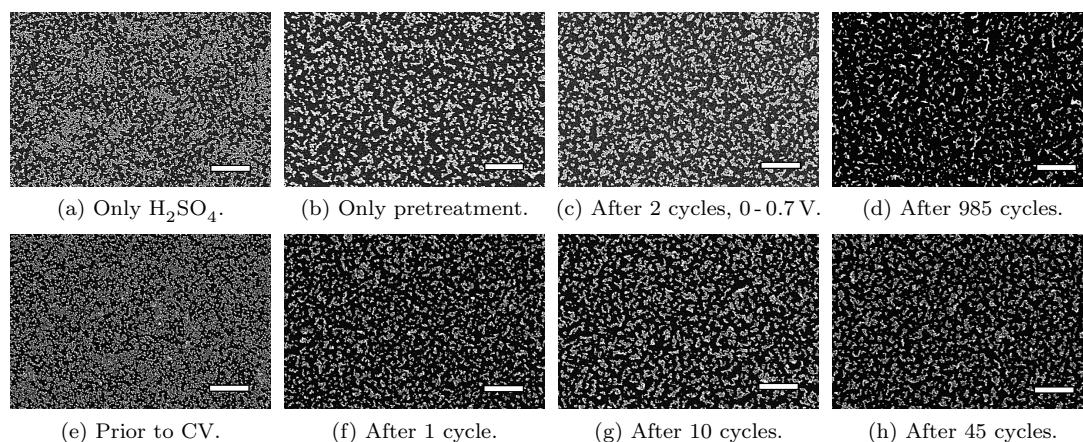 (a) Only H₂SO₄.
(b) Only pretreatment.
(c) After 2 cycles, 0 - 0.7 V.
(d) After 985 cycles.
(e) Prior to CV.
(f) After 1 cycle.
(g) After 10 cycles.
(h) After 45 cycles.